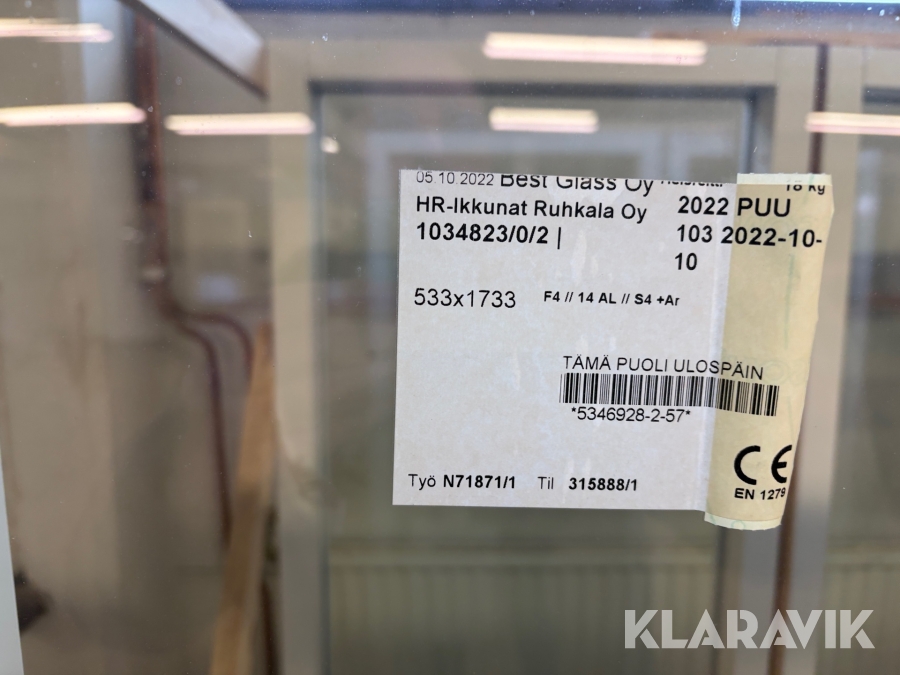 05.10.2022 Best Glass Oy 18 kg
HR-Ikkunat Ruhkala Oy 2022 PUU
1034823/0/2 | 103 2022-10-
10
533x1733 F4 // 14 AL // S4 +Ar
TÄMÄ PUOLI ULOSPÄIN
*5346928-2-57*
CE
EN 1279
Työ N71871/1 Til 315888/1
KLARAVIK